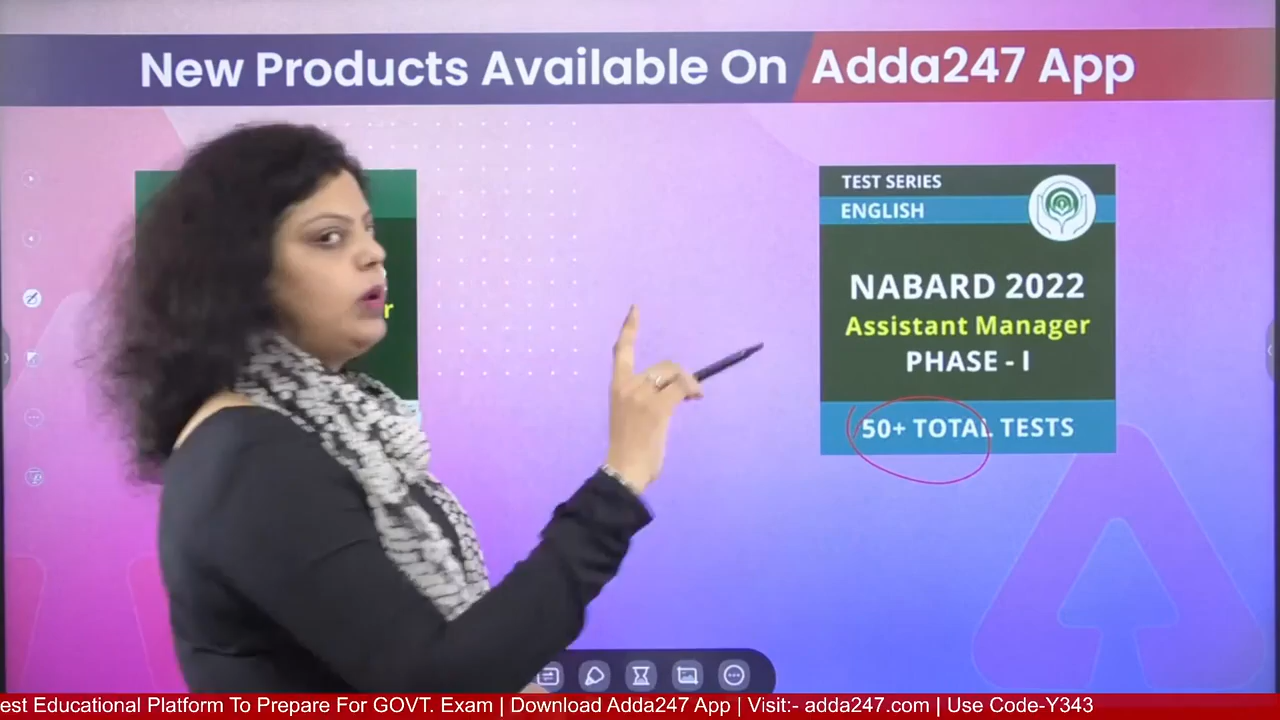 New Products Available On Adda247 App
TEST SERIES
ENGLISH
NABARD 2022
Assistant Manager
PHASE - I
50+ TOTAL TESTS
r
est Educational Platform To Prepare For GOVT. Exam | Download Adda247 App | Visit:- adda247.com | Use Code-Y343